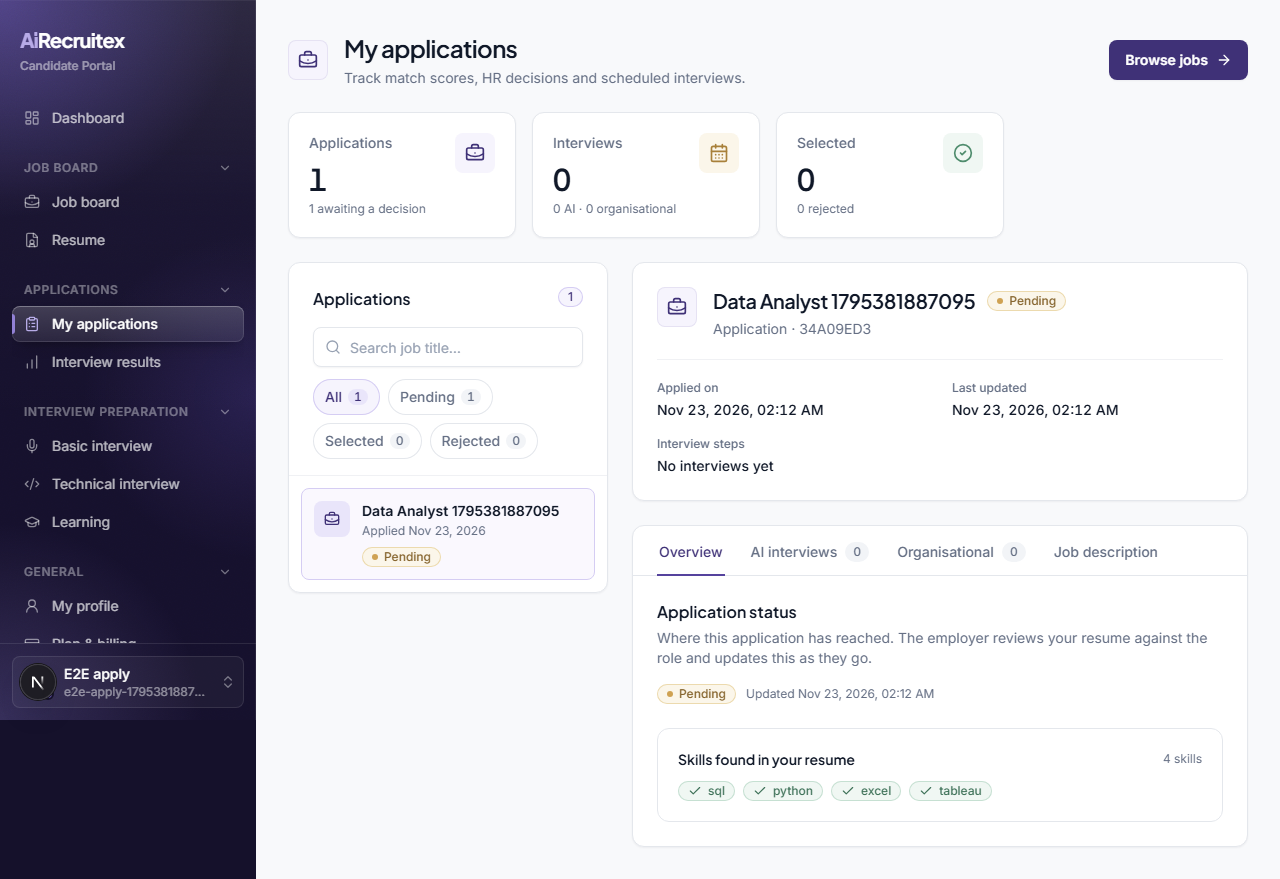 AiRecruitex
Candidate Portal
Dashboard
JOB BOARD
Job board
Resume
APPLICATIONS
My applications
Interview results
INTERVIEW PREPARATION
Basic interview
Technical interview
Learning
GENERAL
My profile
Plan & billing
N
E2E apply
e2e-apply-1795381887...
My applications
Track match scores, HR decisions and scheduled interviews.
Browse jobs
Applications
1
1 awaiting a decision
Interviews
0
0 AI · 0 organisational
Selected
0
0 rejected
Applications
1
Search job title...
All 1
Pending 1
Selected 0
Rejected 0
Data Analyst 1795381887095
Applied Nov 23, 2026
Pending
Data Analyst 1795381887095 Pending
Application · 34A09ED3
Applied on
Nov 23, 2026, 02:12 AM
Last updated
Nov 23, 2026, 02:12 AM
Interview steps
No interviews yet
Overview
AI interviews 0
Organisational 0
Job description
Application status
Where this application has reached. The employer reviews your resume against the
role and updates this as they go.
Pending Updated Nov 23, 2026, 02:12 AM
Skills found in your resume
4 skills
sql
python
excel
tableau